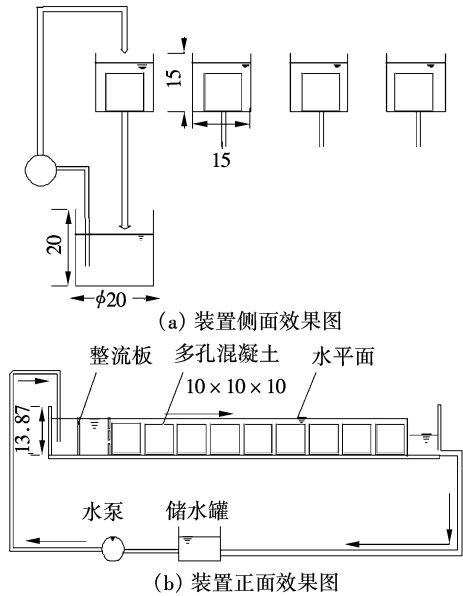 15
15
20
ϕ20
(a) 装置侧面效果图
整流板
多孔混凝土
水平面
10×10×10
13.87
水泵
储水罐
(b) 装置正面效果图